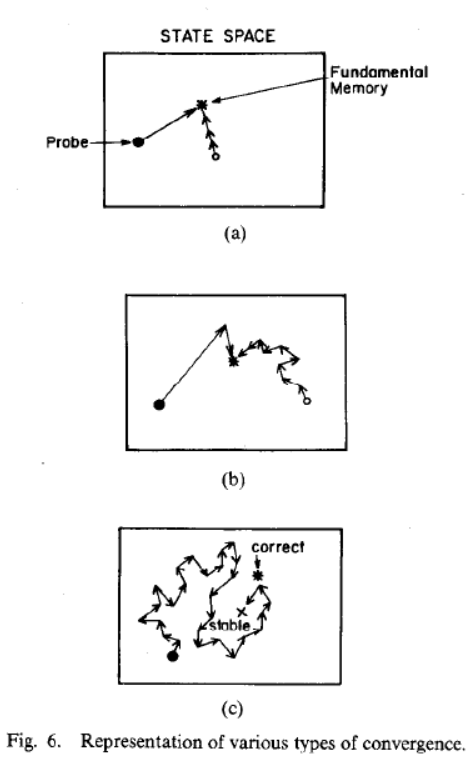 STATE SPACE
Fundamental
Memory
Probe
(a)
(b)
correct
stable
(c)
Fig. 6. Representation of various types of convergence.